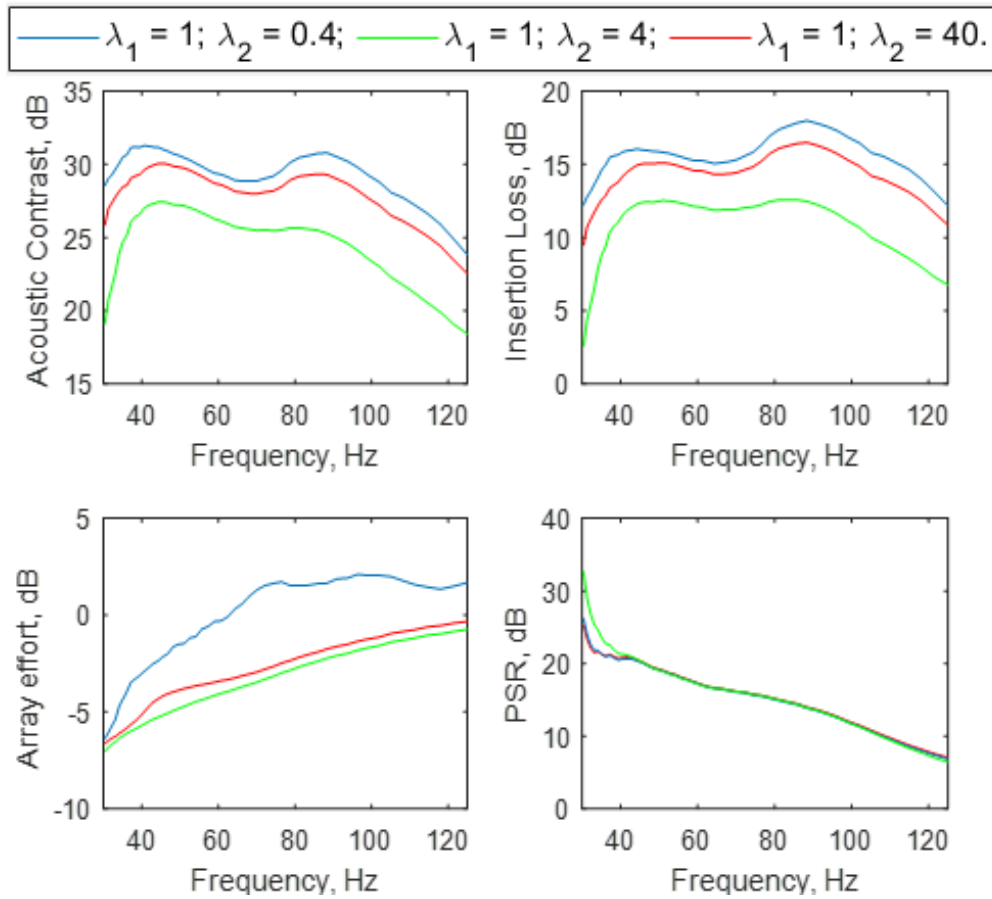 λ₁ = 1; λ₂ = 0.4; λ₁ = 1; λ₂ = 4; λ₁ = 1; λ₂ = 40.
Acoustic Contrast, dB
35
30
25
20
15
40 60 80 100 120
Frequency, Hz
Insertion Loss, dB
20
15
10
5
0
40 60 80 100 120
Frequency, Hz
Array effort, dB
5
0
-5
-10
40 60 80 100 120
Frequency, Hz
PSR, dB
40
30
20
10
0
40 60 80 100 120
Frequency, Hz